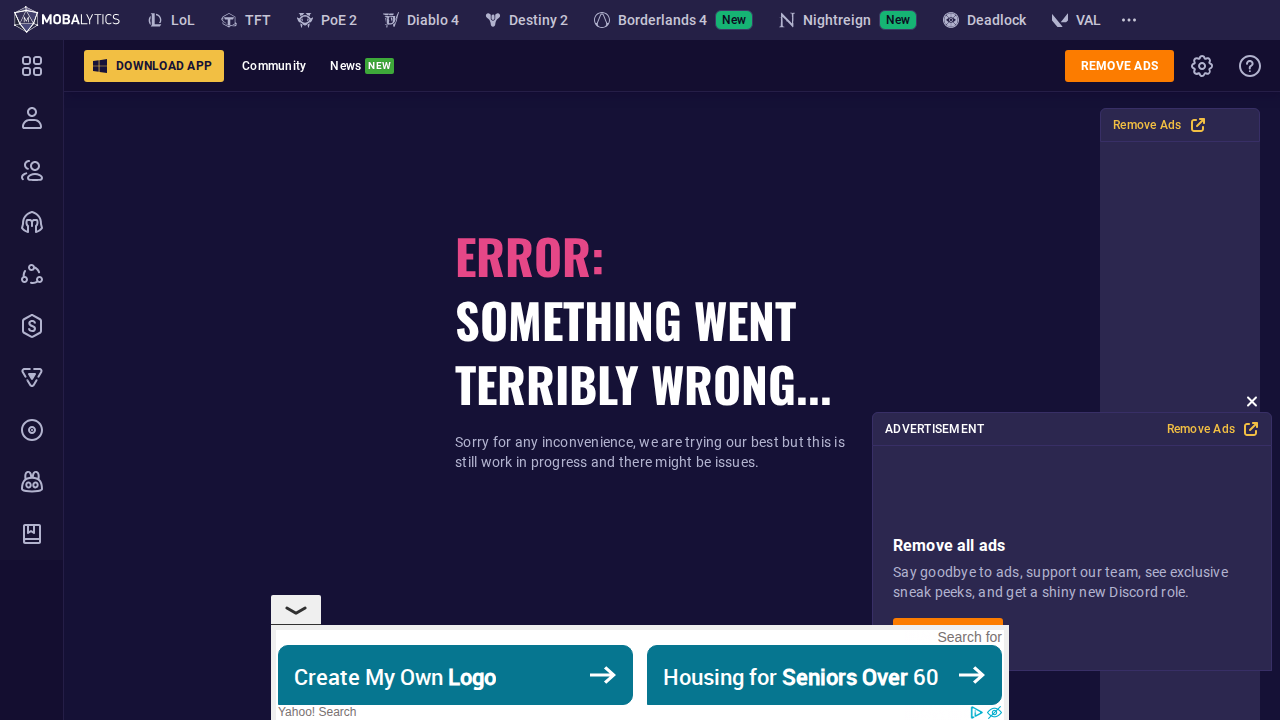 MOBALYTICS
LoL
TFT
PoE 2
Diablo 4
Destiny 2
Borderlands 4 New
Nightreign New
Deadlock
VAL
DOWNLOAD APP
Community
News NEW
REMOVE ADS
Remove Ads
ERROR:
SOMETHING WENT
TERRIBLY WRONG...
Sorry for any inconvenience, we are trying our best but this is
still work in progress and there might be issues.
ADVERTISEMENT
Remove Ads
Remove all ads
Say goodbye to ads, support our team, see exclusive
sneak peeks, and get a shiny new Discord role.
Search for
Create My Own Logo
Housing for Seniors Over 60
Yahoo! Search